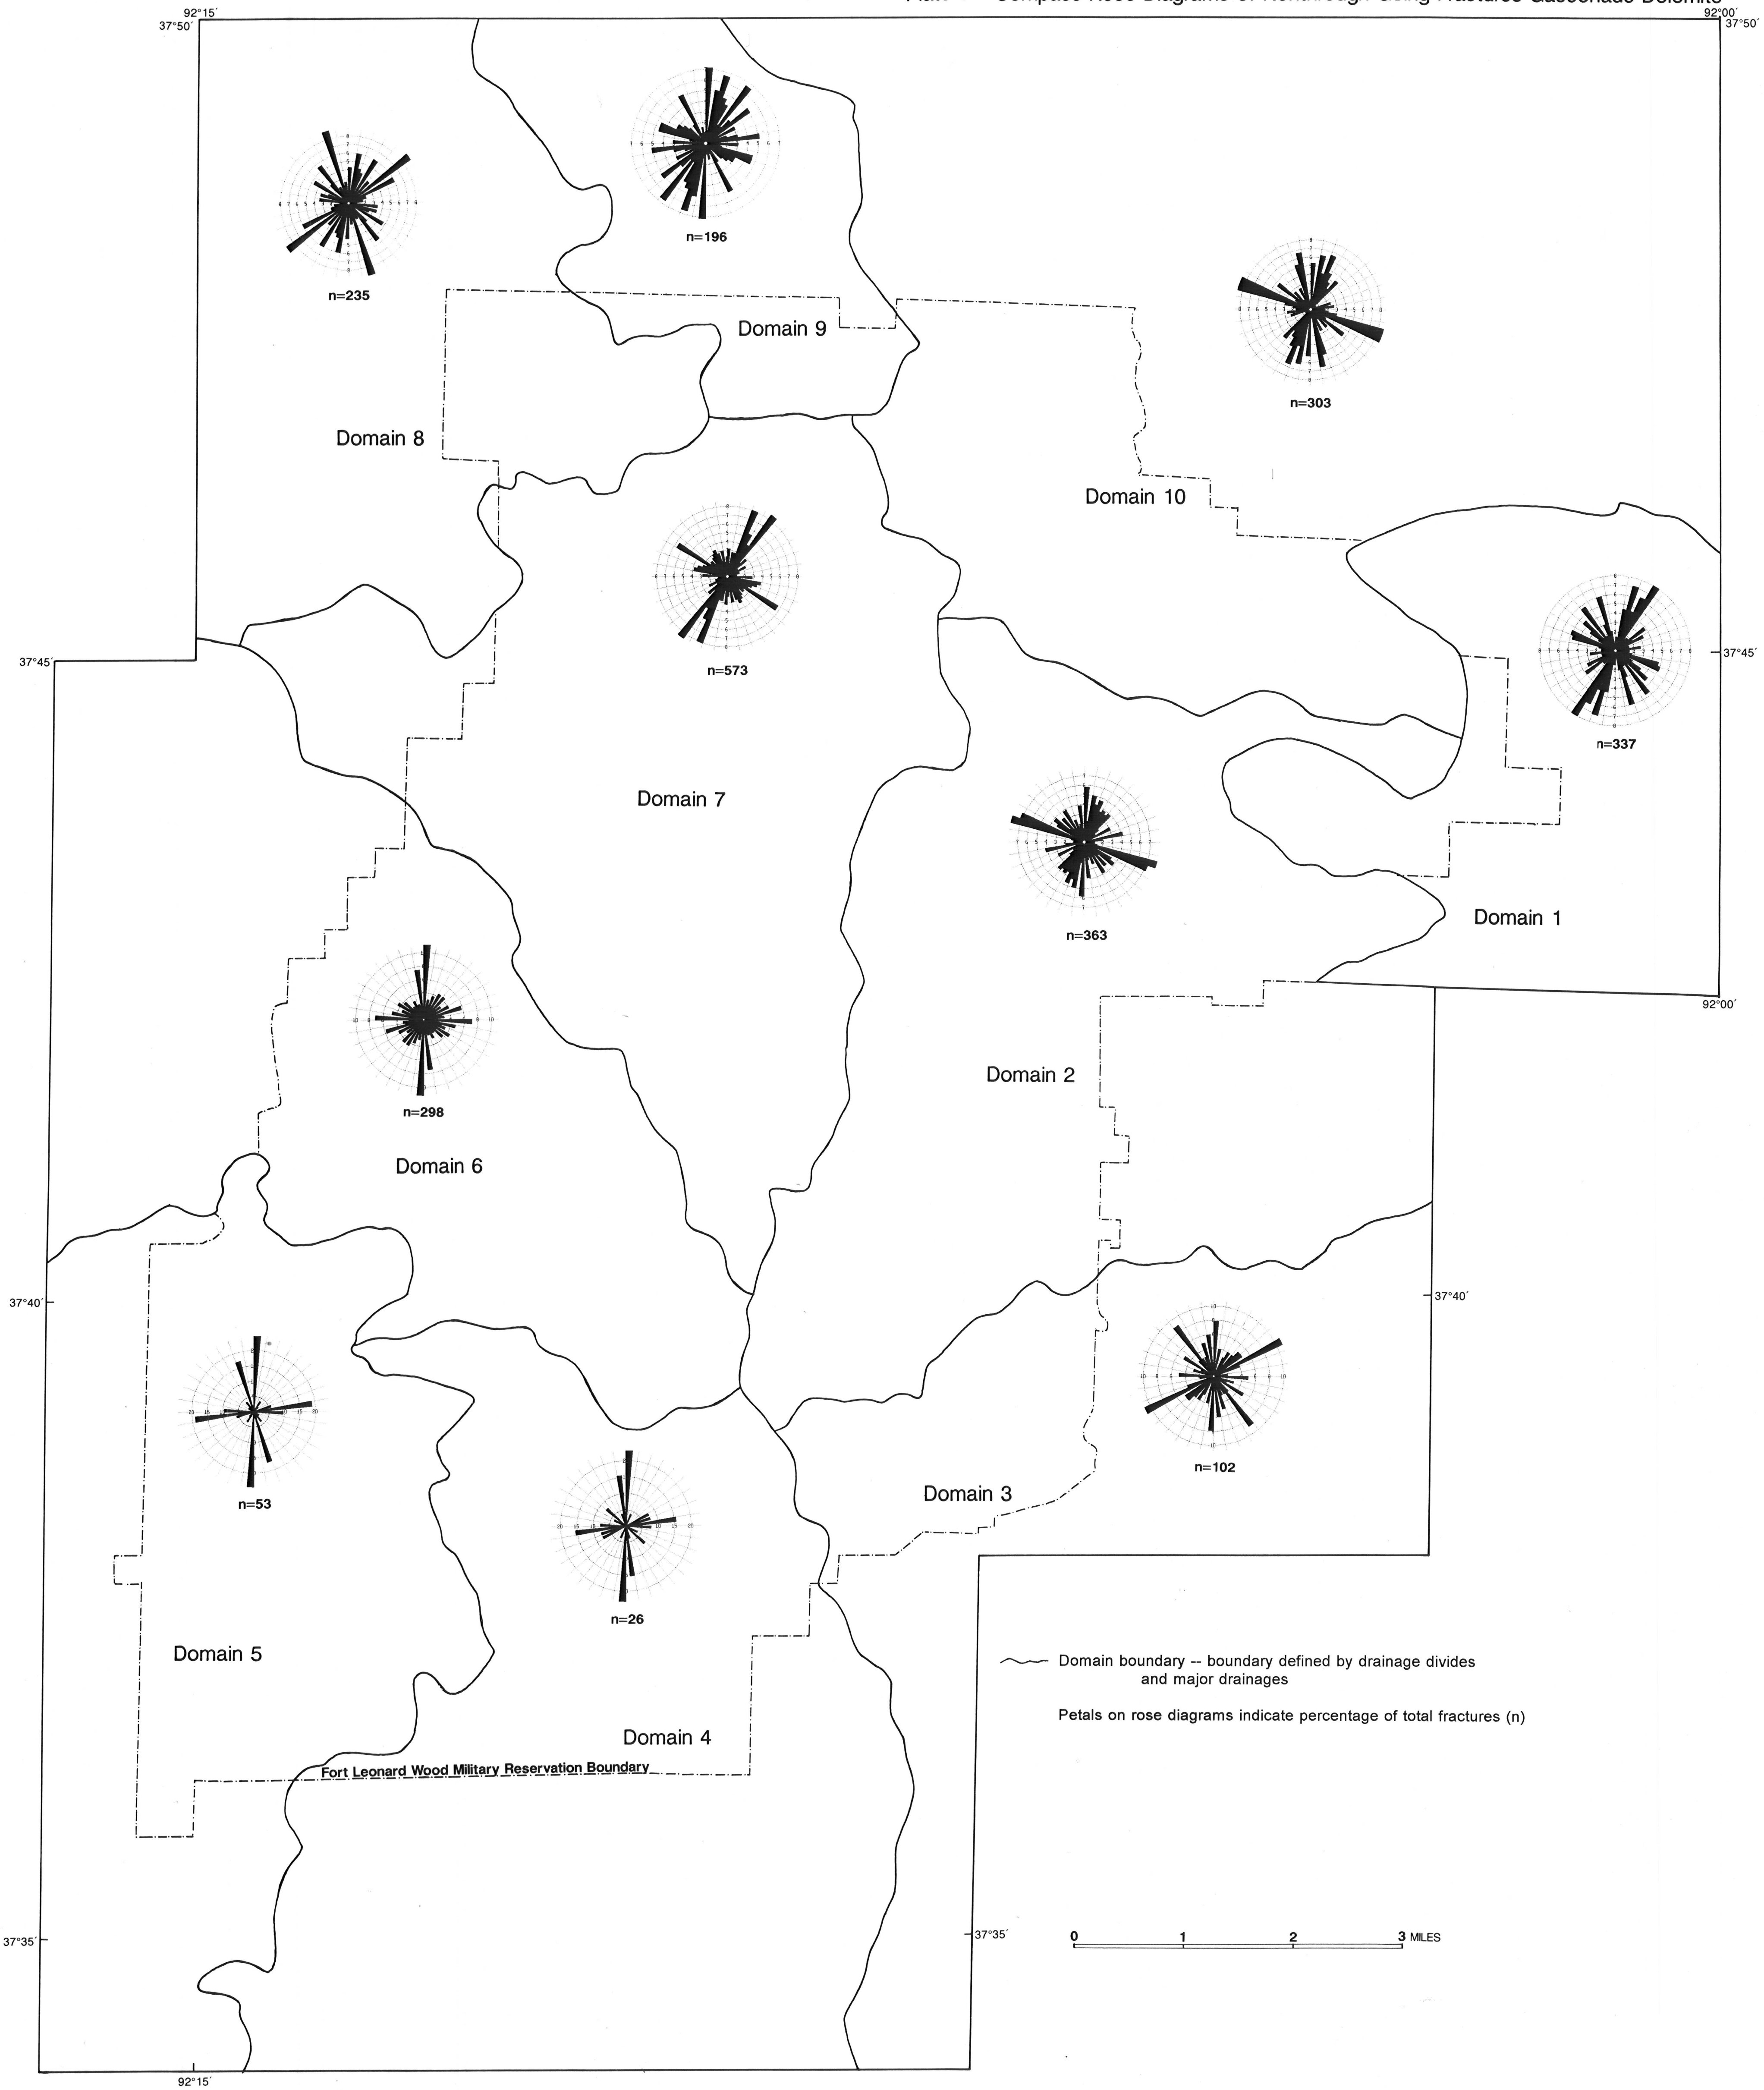 92°15′
92°00′
37°50′
37°50′
n=196
n=235
n=303
Domain 9
Domain 8
Domain 10
n=573
37°45′
37°45′
n=337
Domain 7
Domain 1
n=363
92°00′
Domain 2
n=298
Domain 6
37°40′
37°40′
n=102
Domain 3
n=53
n=26
Domain 5
Domain 4
Fort Leonard Wood Military Reservation Boundary
Domain boundary -- boundary defined by drainage divides
and major drainages
Petals on rose diagrams indicate percentage of total fractures (n)
37°35′
37°35′
0 1 2 3 MILES
92°15′